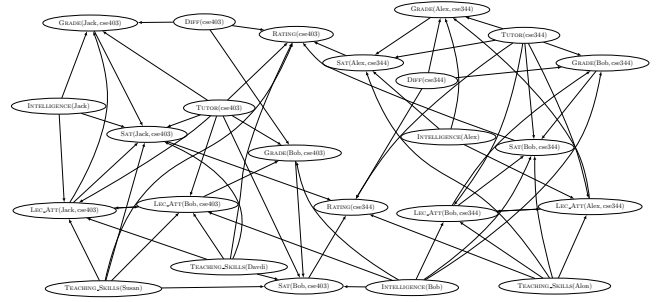 GRADE(Alex, cse344)
GRADE(Jack, cse403)
DIFF(cse403)
RATING(cse403)
TUTOR(cse344)
SAT(Alex, cse344)
GRADE(Bob, cse344)
DIFF(cse344)
INTELLIGENCE(Jack)
TUTOR(cse403)
SAT(Jack, cse403)
INTELLIGENCE(Alex)
GRADE(Bob, cse403)
SAT(Bob, cse344)
LEC_ATT(Jack, cse403)
LEC_ATT(Bob, cse403)
RATING(cse344)
LEC_ATT(Bob, cse344)
LEC_ATT(Alex, cse344)
TEACHING_SKILLS(Davdi)
TEACHING_SKILLS(Susan)
SAT(Bob, cse403)
INTELLIGENCE(Bob)
TEACHING_SKILLS(Alon)